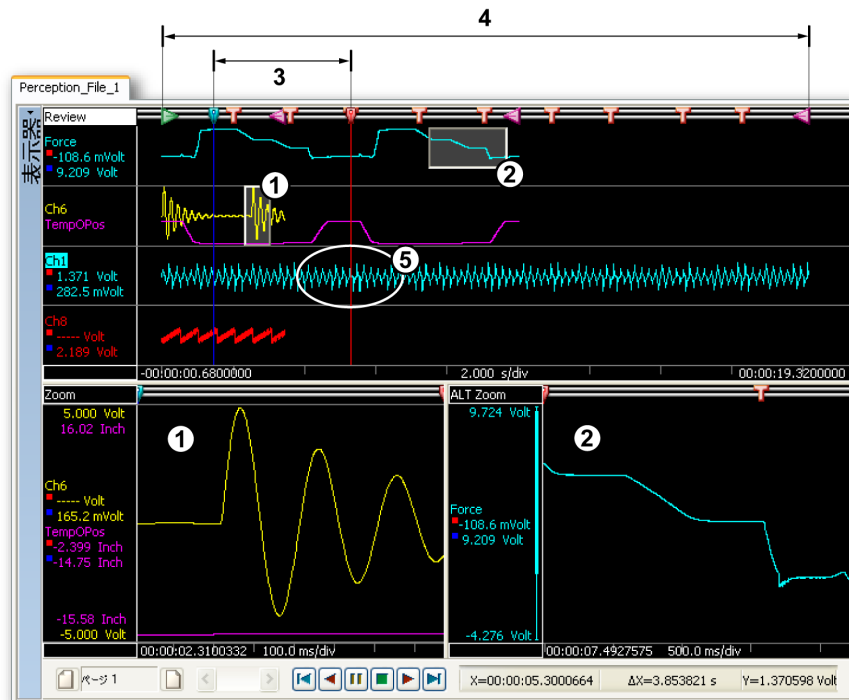 4
3
Perception_File_1
表示器
Review
Force
-108.6 mVolt
9.209 Volt
2
1
Ch6
TempOPos
Ch1
1.371 Volt
282.5 mVolt
5
Ch8
----- Volt
2.189 Volt
-00:00:00.6800000
2.000 s/div
00:00:19.3200000
Zoom
5.000 Volt
16.02 Inch
1
Ch6
----- Volt
165.2 mVolt
TempOPos
-2.399 Inch
-14.75 Inch
-15.58 Inch
-5.000 Volt
00:00:02.3100332
100.0 ms/div
ALT Zoom
9.724 Volt
2
Force
-108.6 mVolt
9.209 Volt
-4.276 Volt
00:00:07.4927575
500.0 ms/div
ページ 1
X=00:00:05.3000664
ΔX=3.853821 s
Y=1.370598 Volt